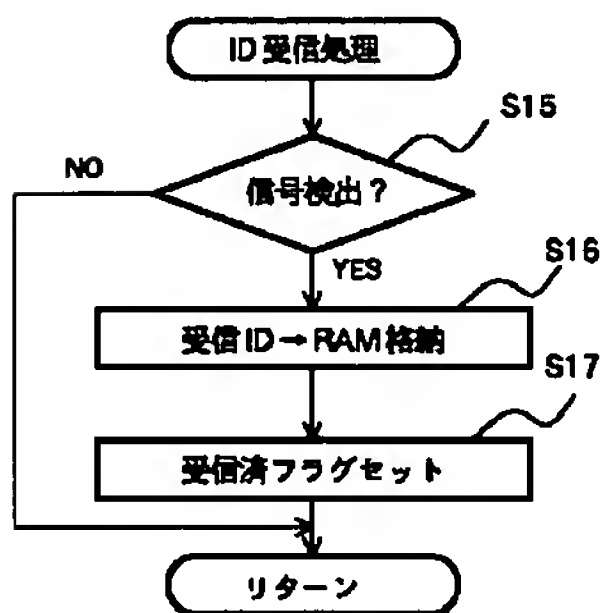 ID受信処理
S15
NO
信号検出？
YES
S16
受信ID→RAM格納
S17
受信済フラグセット
リターン